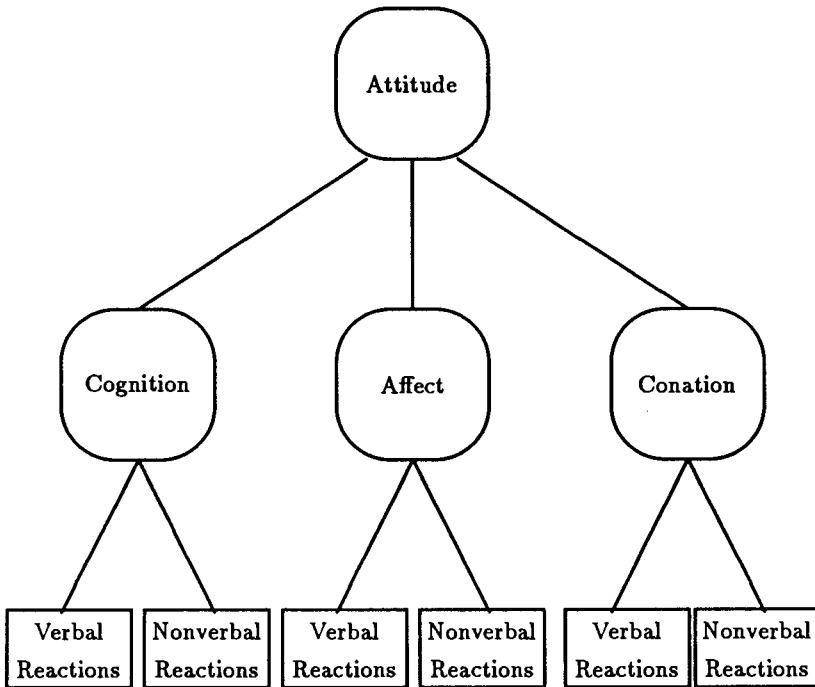 Attitude
Cognition
Affect
Conation
Verbal
Reactions
Nonverbal
Reactions
Verbal
Reactions
Nonverbal
Reactions
Verbal
Reactions
Nonverbal
Reactions